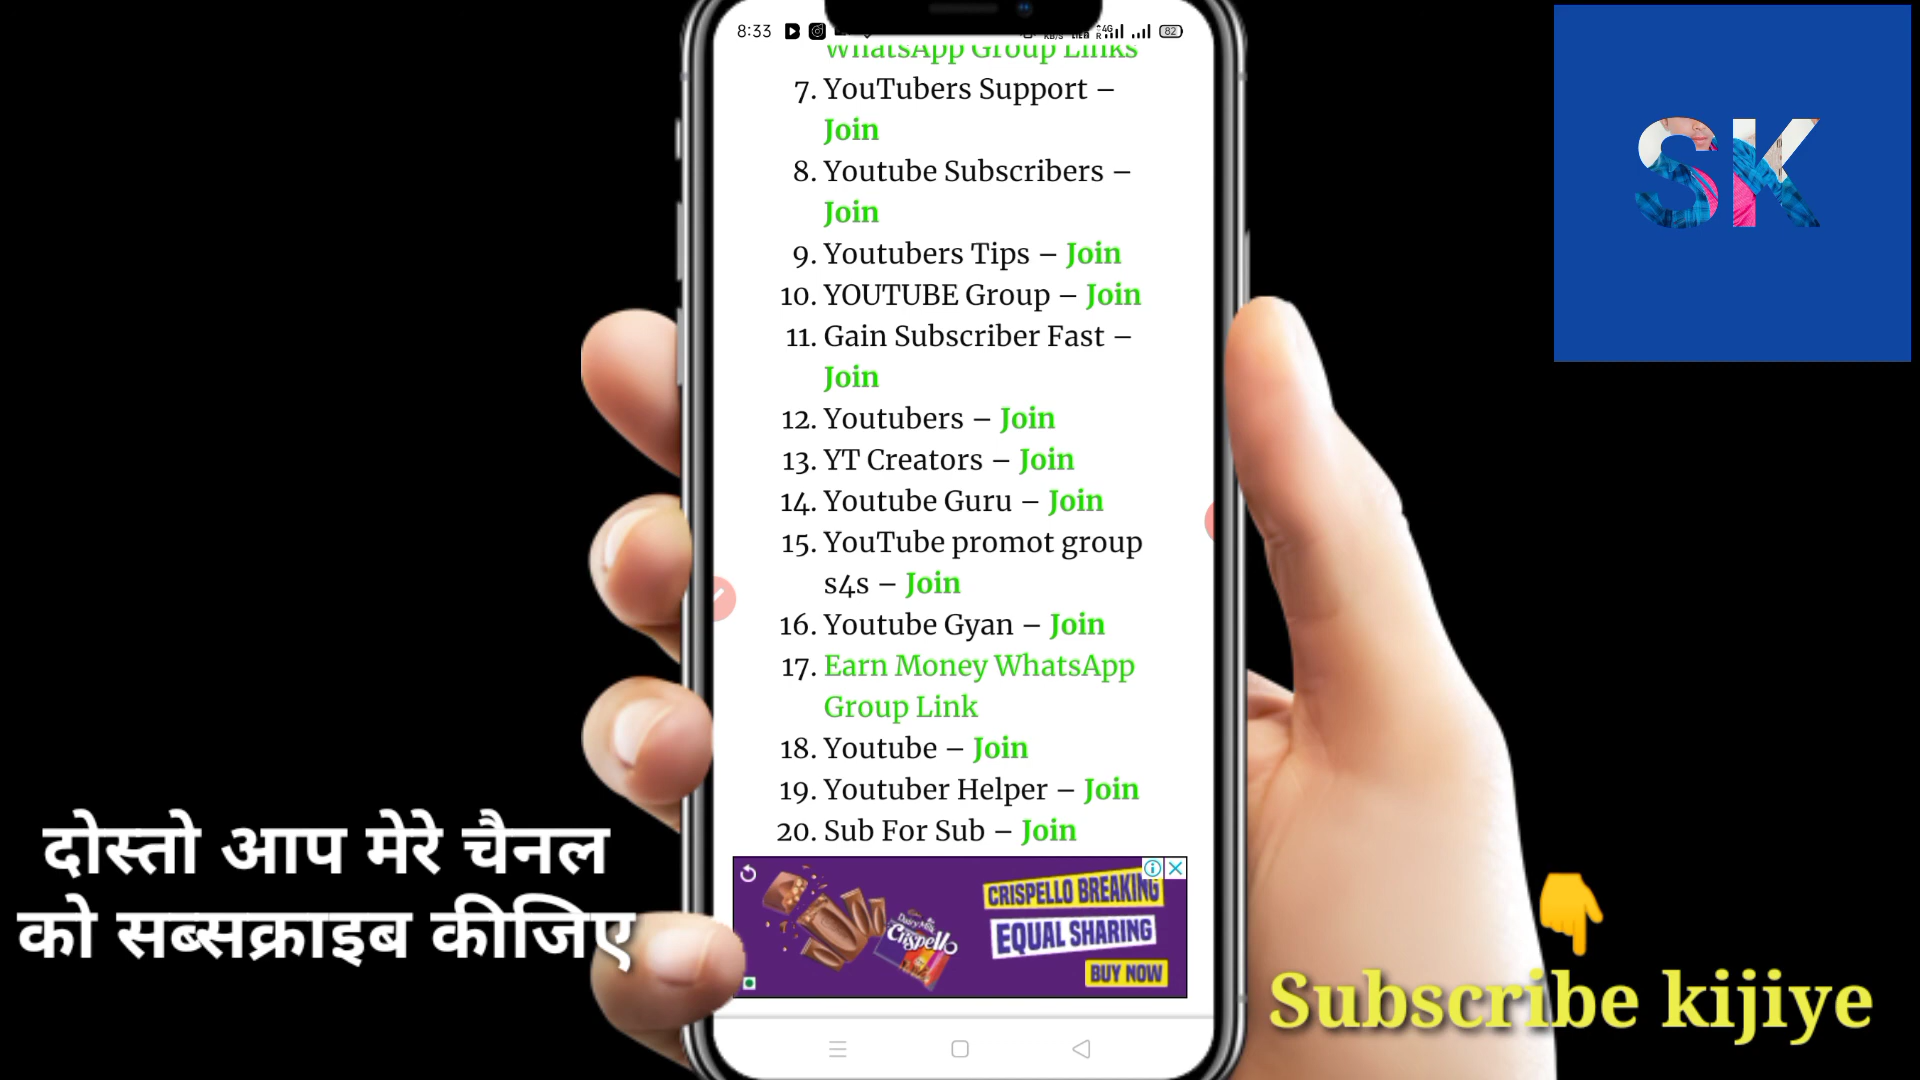 8:33
82
WhatsApp Group Links
7. YouTubers Support –
Join
8. Youtube Subscribers –
Join
9. Youtubers Tips – Join
10. YOUTUBE Group – Join
11. Gain Subscriber Fast –
Join
12. Youtubers – Join
13. YT Creators – Join
14. Youtube Guru – Join
15. YouTube promot group
s4s – Join
16. Youtube Gyan – Join
17. Earn Money WhatsApp
Group Link
18. Youtube – Join
19. Youtuber Helper – Join
20. Sub For Sub – Join
Dairy Milk
Crispello
CRISPELLO BREAKING
EQUAL SHARING
BUY NOW
SK
दोस्तो आप मेरे चैनल
को सब्सक्राइब कीजिए
Subscribe kijiye